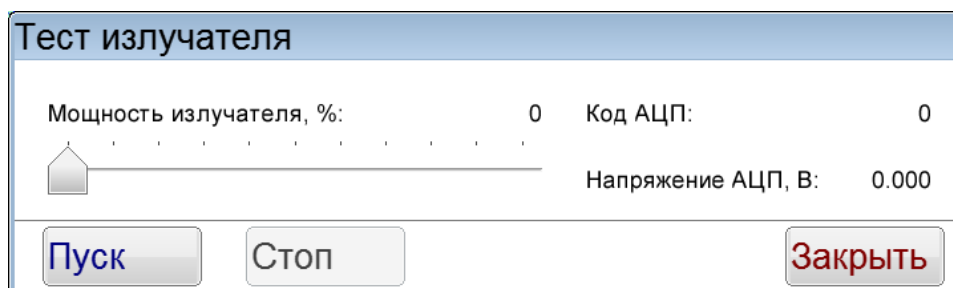 Тест излучателя
Мощность излучателя, %: 0 Код АЦП: 0
Напряжение АЦП, В: 0.000
Пуск Стоп Закрыть